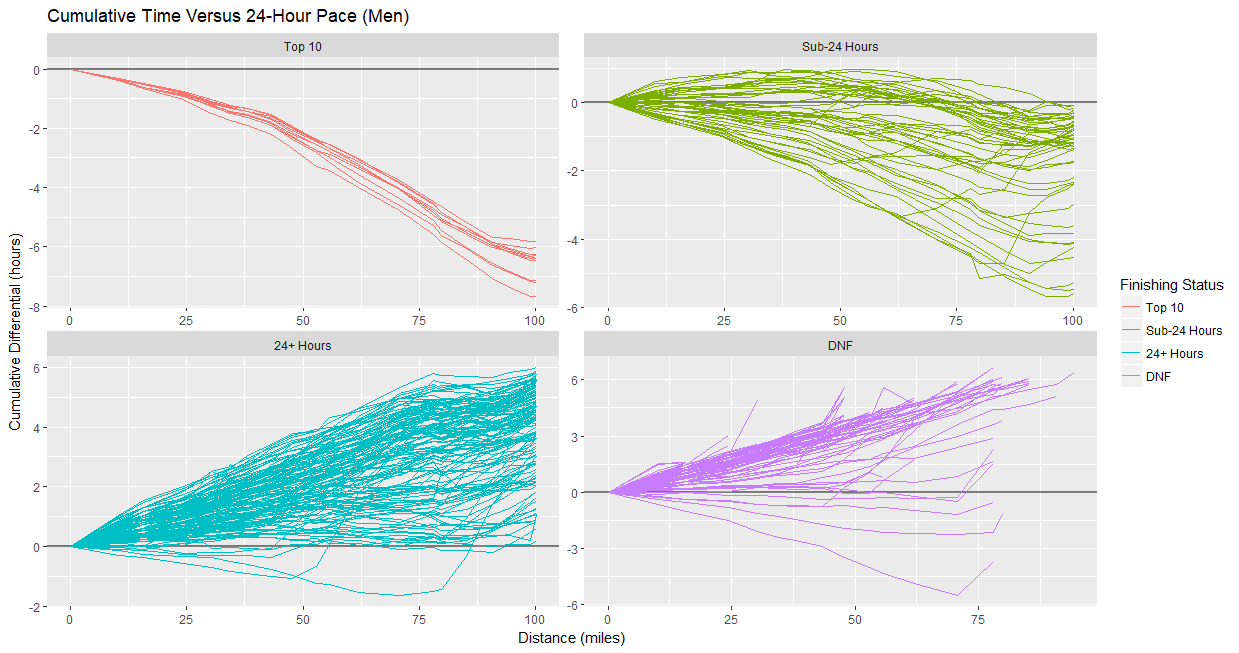 Cumulative Time Versus 24-Hour Pace (Men)
Top 10
Sub-24 Hours
0
-2
-4
-6
-8
0
-2
-4
-6
0 25 50 75 100
0 25 50 75 100
24+ Hours
DNF
6
4
2
0
-2
6
3
0
-3
-6
0 25 50 75 100
0 25 50 75
Cumulative Differential (hours)
Distance (miles)
Finishing Status
Top 10
Sub-24 Hours
24+ Hours
DNF